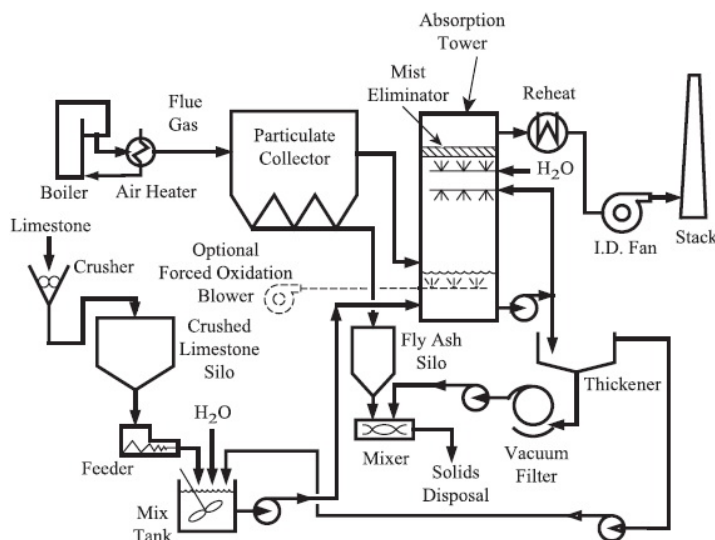 Absorption
Tower
Mist
Eliminator
Reheat
Flue
Gas
Particulate
Collector
H₂O
Boiler
Air Heater
I.D. Fan
Stack
Limestone
Crusher
Optional
Forced Oxidation
Blower
Crushed
Limestone
Silo
Fly Ash
Silo
Thickener
H₂O
Feeder
Mixer
Vacuum
Filter
Solids
Disposal
Mix
Tank